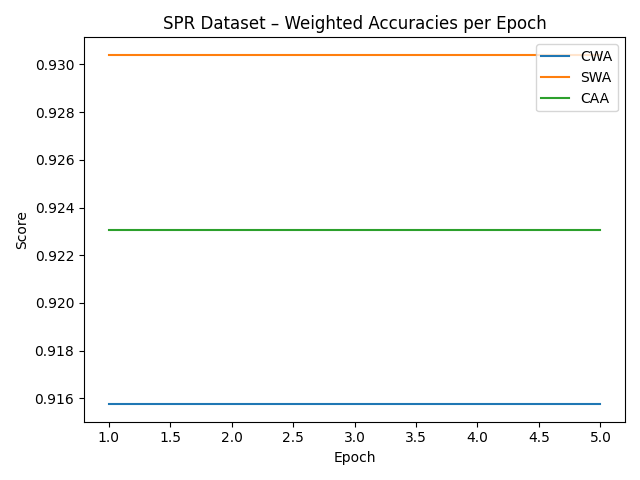 SPR Dataset – Weighted Accuracies per Epoch
CWA
SWA
CAA
Score
0.930
0.928
0.926
0.924
0.922
0.920
0.918
0.916
1.0 1.5 2.0 2.5 3.0 3.5 4.0 4.5 5.0
Epoch